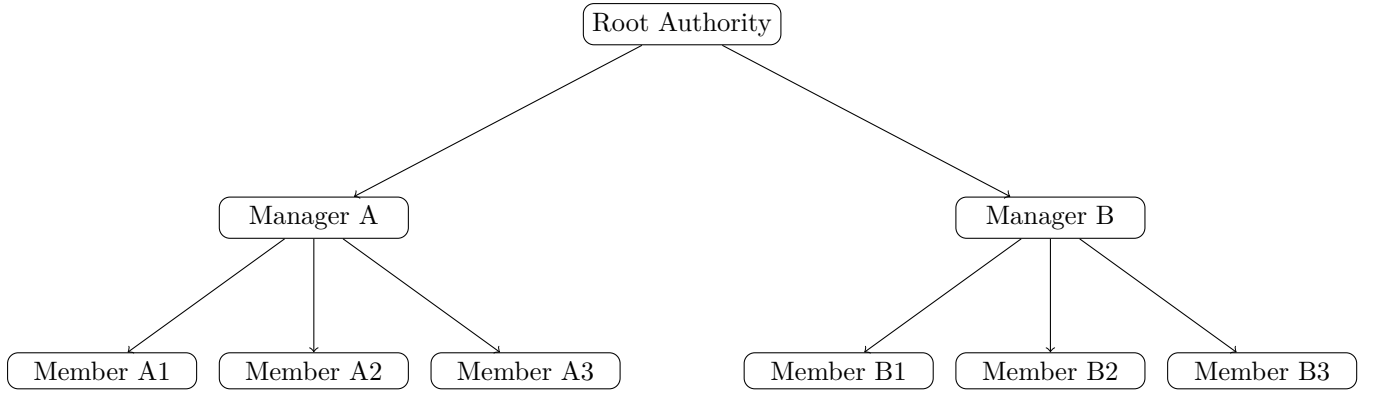 Root Authority
Manager A
Manager B
Member A1
Member A2
Member A3
Member B1
Member B2
Member B3